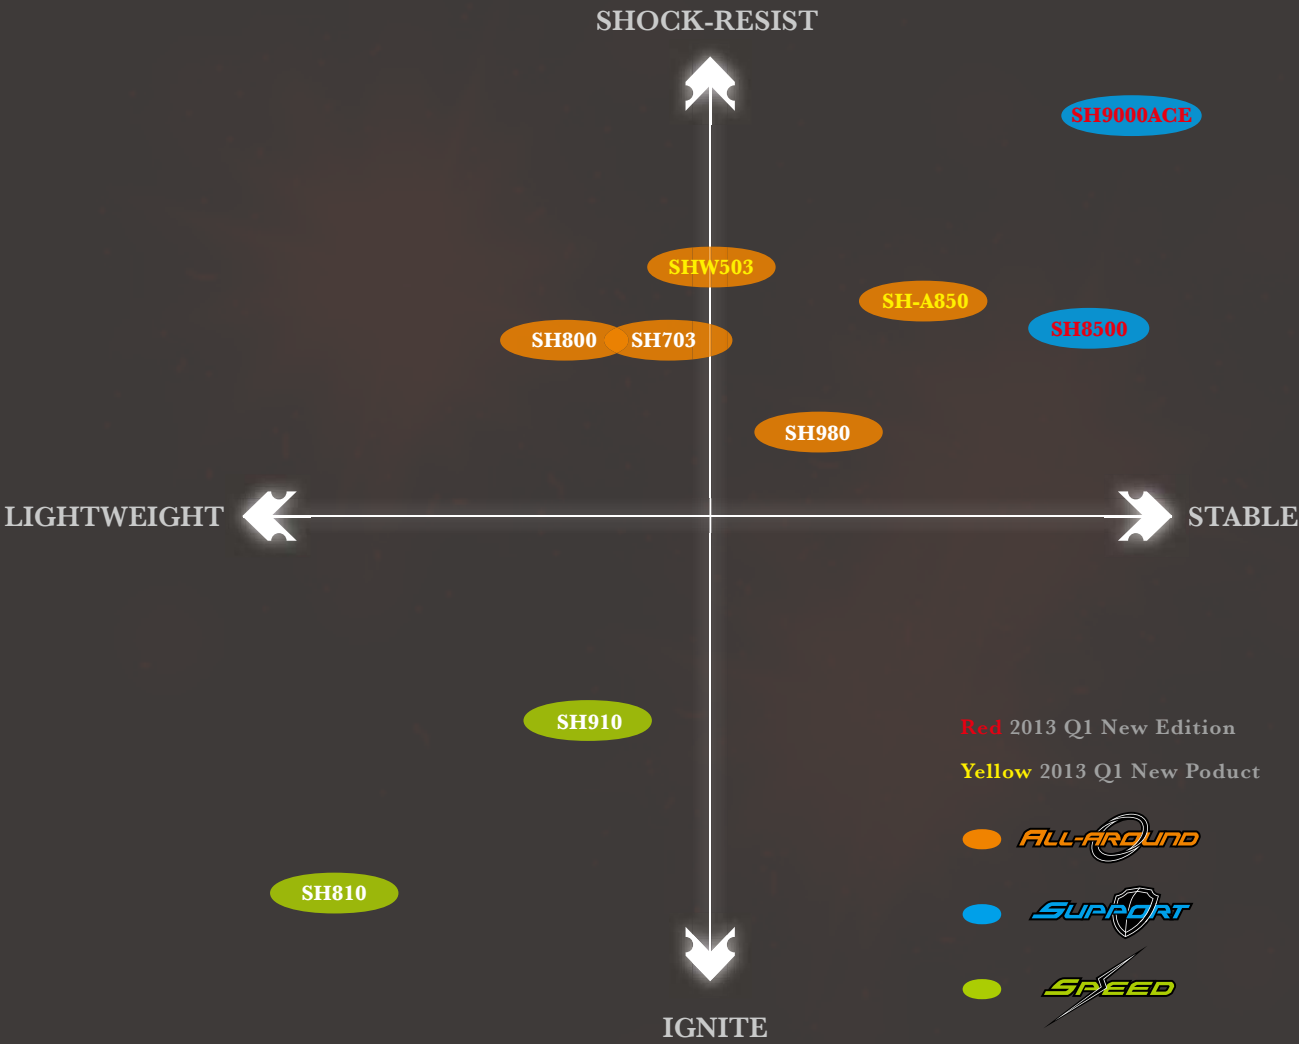 SHOCK-RESIST
SH9000ACE
SHW503
SH-A850
SH8500
SH800
SH703
SH980
LIGHTWEIGHT
STABLE
SH910
Red 2013 Q1 New Edition
Yellow 2013 Q1 New Poduct
ALL-AROUND
SH810
SUPPORT
SPEED
IGNITE